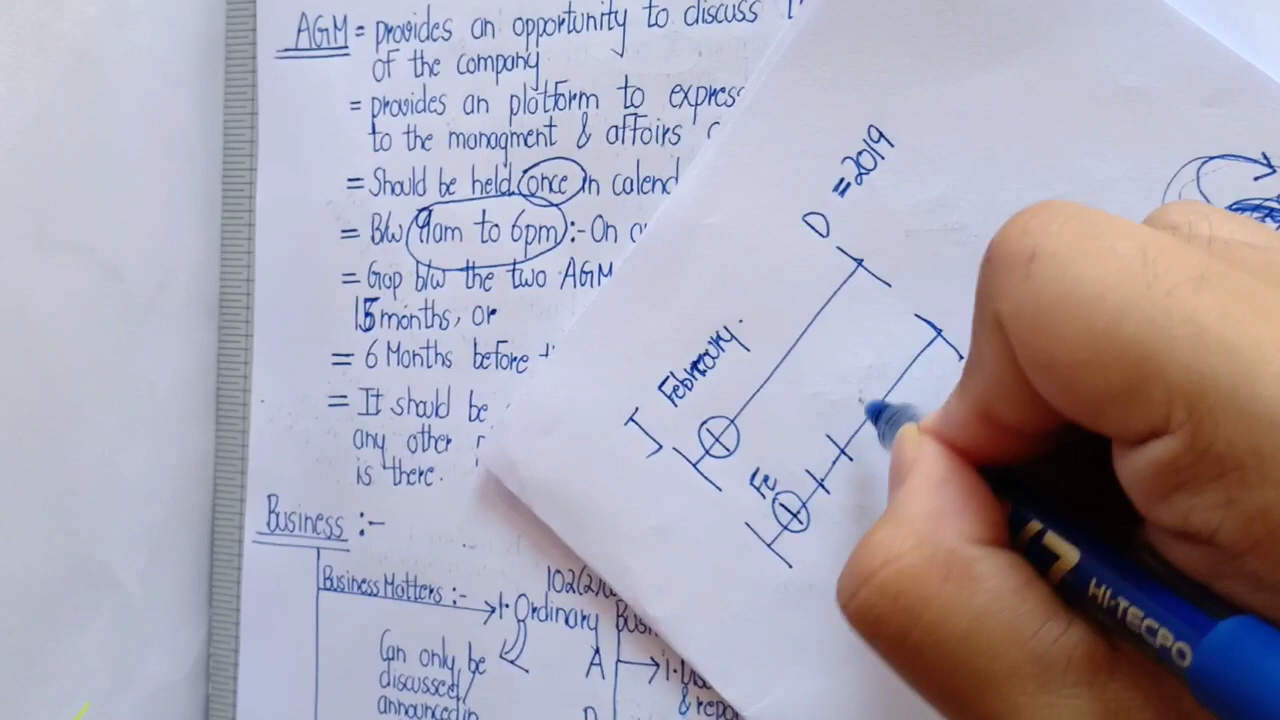 AGM = provides an opportunity to discuss
of the company
= provides an platform to express
to the managment & affairs
= Should be held once in calend
= B/w 9am to 6pm :- On
= Gap b/w the two AGM
15 months, or
= 6 Months before
= It should be
any other
is there.
Business :-
Business Matters :-
102(2)
→ 1. Ordinary Busi
Can only be
discussed/
announced in
A
→ 1.
& repo
D = 2019
February.
J
Fe
V7
HI-TECPO